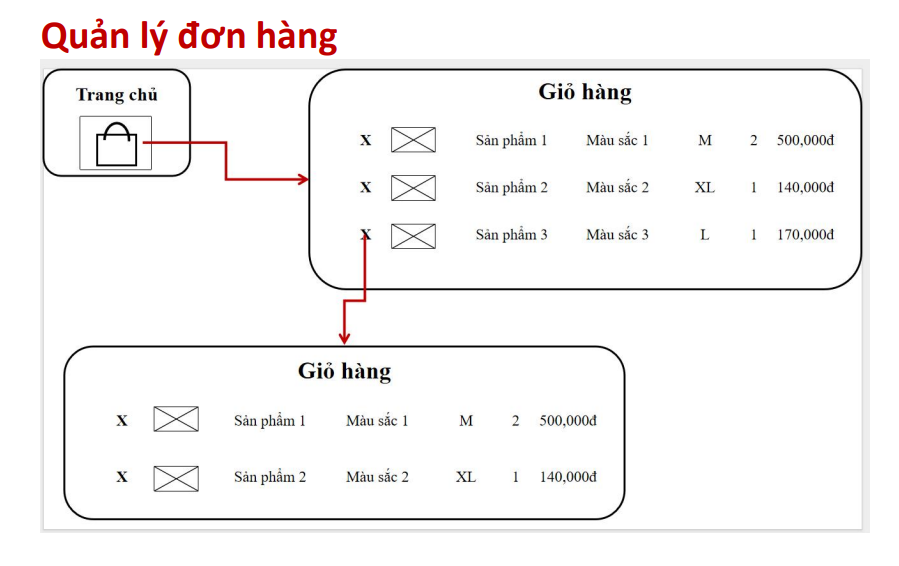 Quản lý đơn hàng
Trang chủ
Giỏ hàng
X Sản phẩm 1 Màu sắc 1 M 2 500,000đ
X Sản phẩm 2 Màu sắc 2 XL 1 140,000đ
X Sản phẩm 3 Màu sắc 3 L 1 170,000đ
Giỏ hàng
X Sản phẩm 1 Màu sắc 1 M 2 500,000đ
X Sản phẩm 2 Màu sắc 2 XL 1 140,000đ